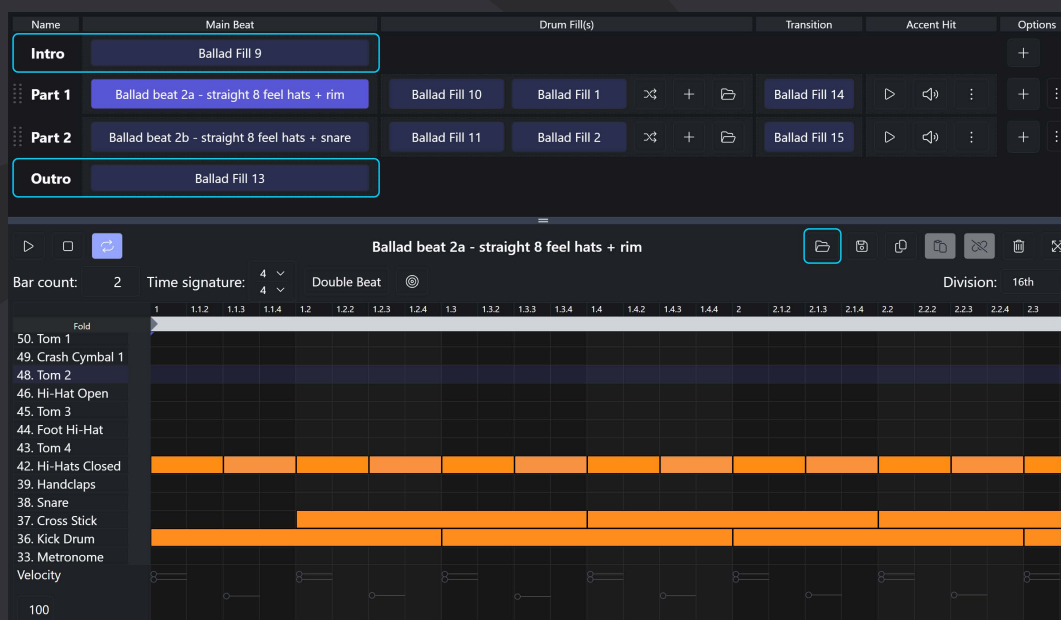 Name Main Beat Drum Fill(s) Transition Accent Hit Options
Intro Ballad Fill 9
Part 1 Ballad beat 2a - straight 8 feel hats + rim Ballad Fill 10 Ballad Fill 1 Ballad Fill 14
Part 2 Ballad beat 2b - straight 8 feel hats + snare Ballad Fill 11 Ballad Fill 2 Ballad Fill 15
Outro Ballad Fill 13
Ballad beat 2a - straight 8 feel hats + rim
Bar count: 2 Time signature: 4 4 Double Beat Division: 16th
1 1.1.2 1.1.3 1.1.4 1.2 1.2.2 1.2.3 1.2.4 1.3 1.3.2 1.3.3 1.3.4 1.4 1.4.2 1.4.3 1.4.4 2 2.1.2 2.1.3 2.1.4 2.2 2.2.2 2.2.3 2.2.4 2.3
Fold
50. Tom 1
49. Crash Cymbal 1
48. Tom 2
46. Hi-Hat Open
45. Tom 3
44. Foot Hi-Hat
43. Tom 4
42. Hi-Hats Closed
39. Handclaps
38. Snare
37. Cross Stick
36. Kick Drum
33. Metronome
Velocity
100